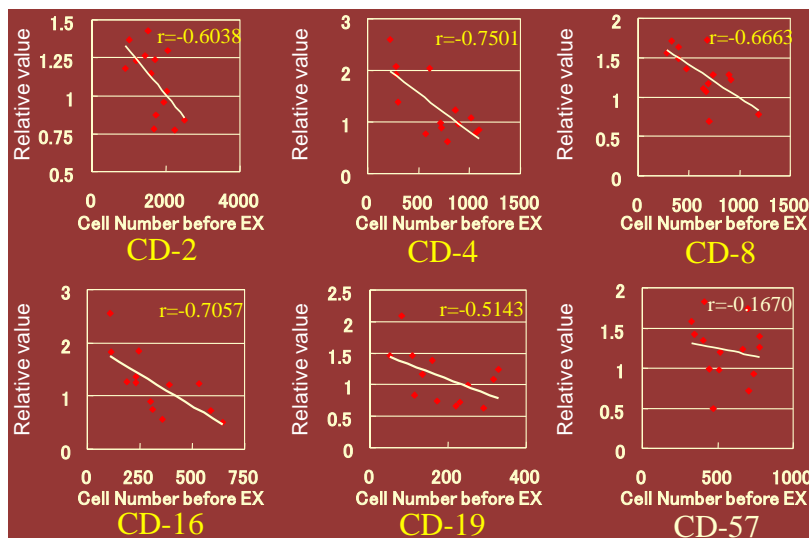 Relative value
1.5
1.25
1
0.75
0.5
r=-0.6038
0 2000 4000
Cell Number before EX
CD-2
Relative value
3
2
1
0
r=-0.7501
0 500 1000 1500
Cell Number before EX
CD-4
Relative value
2
1.5
1
0.5
0
r=-0.6663
0 500 1000 1500
Cell Number before EX
CD-8
Relative value
3
2
1
0
r=-0.7057
0 250 500 750
Cell Number before EX
CD-16
Relative value
2.5
2.0
1.5
1.0
0.5
0
r=-0.5143
0 200 400
Cell Number before EX
CD-19
Relative value
2
1.5
1
0.5
0
r=-0.1670
0 500 1000
Cell Number before EX
CD-57